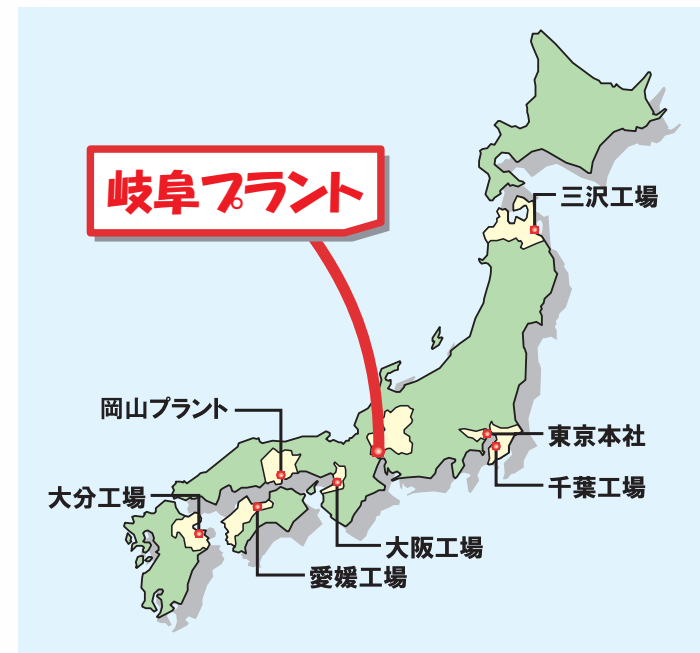 岐阜プラント
三沢工場
岡山プラント
東京本社
千葉工場
大分工場
大阪工場
愛媛工場